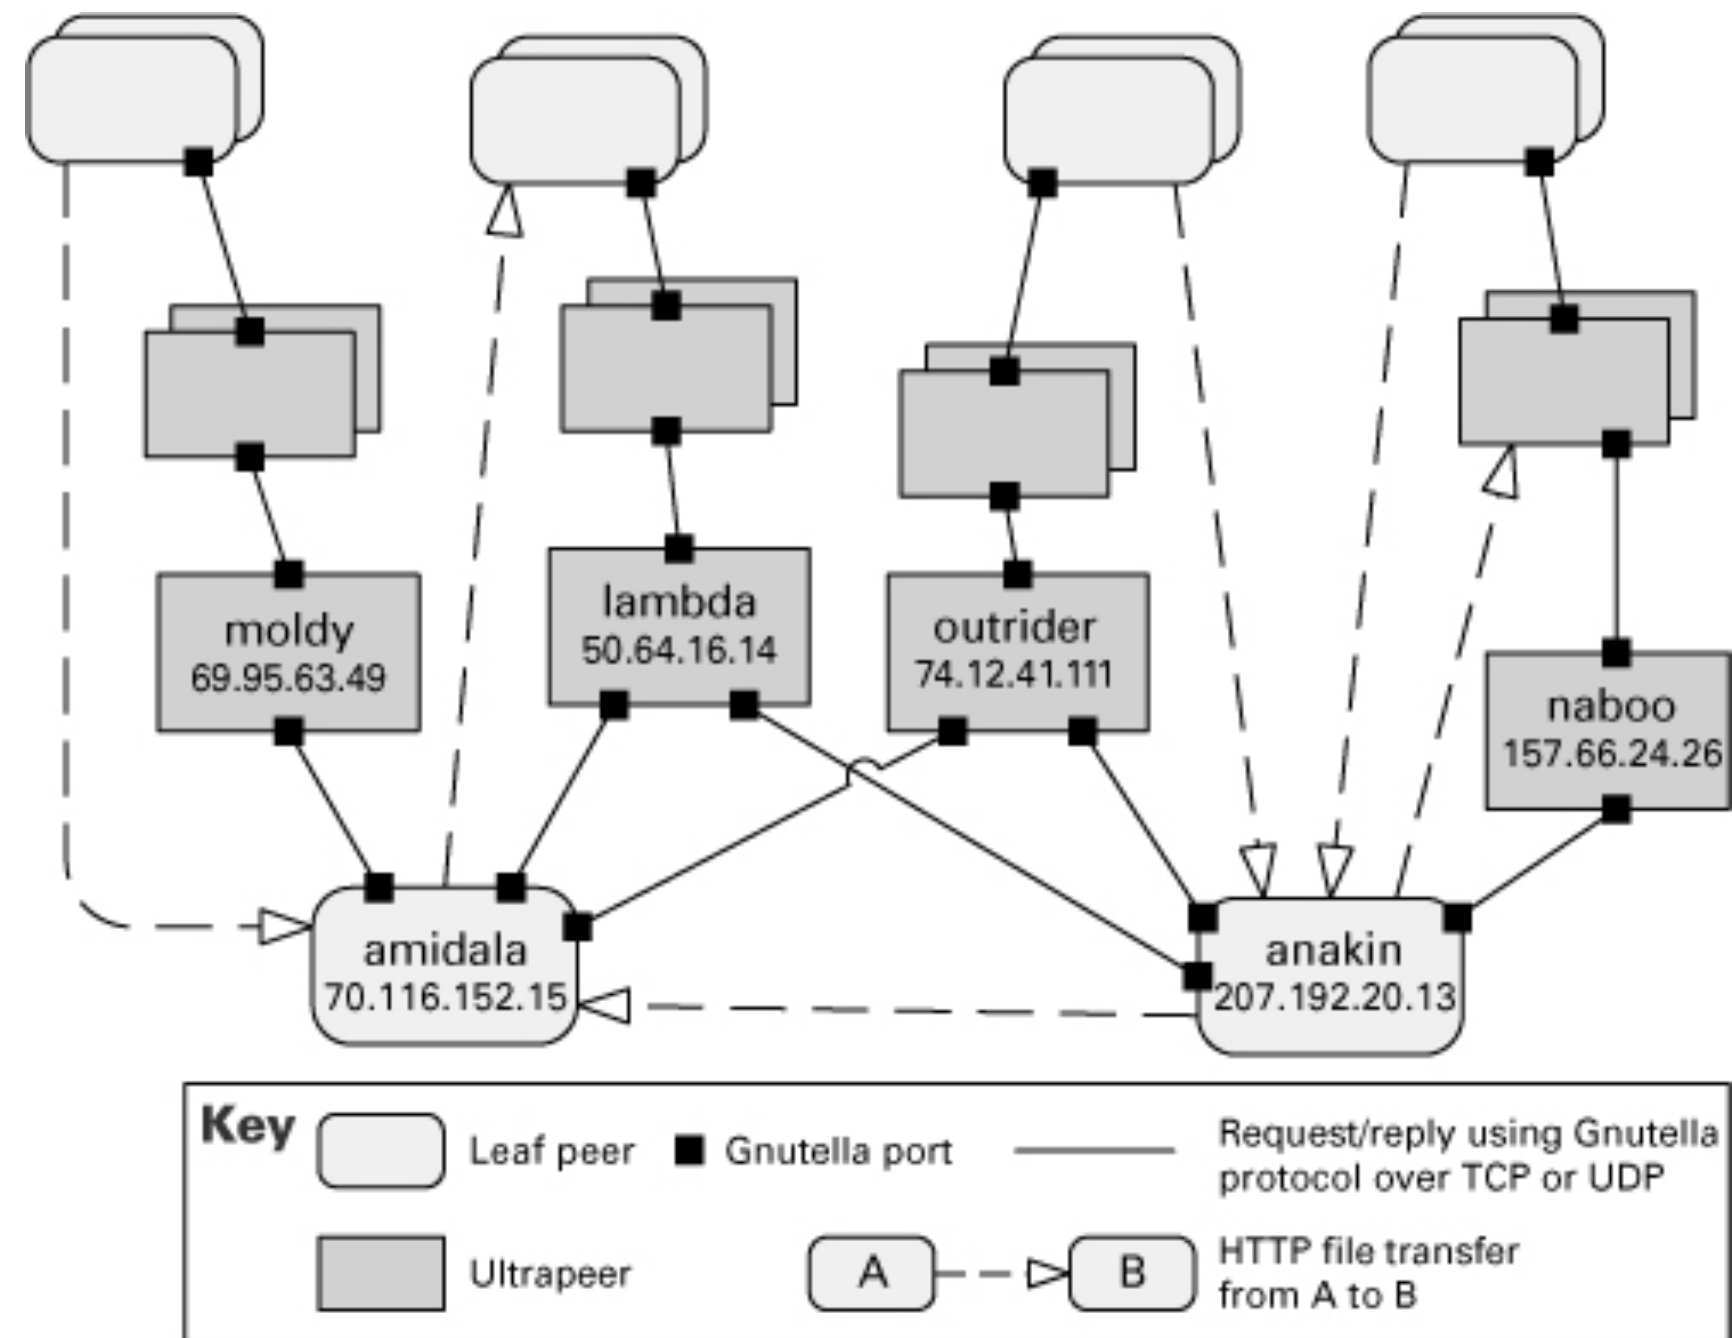 moldy
69.95.63.49
lambda
50.64.16.14
outrider
74.12.41.111
naboo
157.66.24.26
amidala
70.116.152.15
anakin
207.192.20.13
Key
Leaf peer
Gnutella port
Request/reply using Gnutella
protocol over TCP or UDP
Ultrapeer
A
B
HTTP file transfer
from A to B